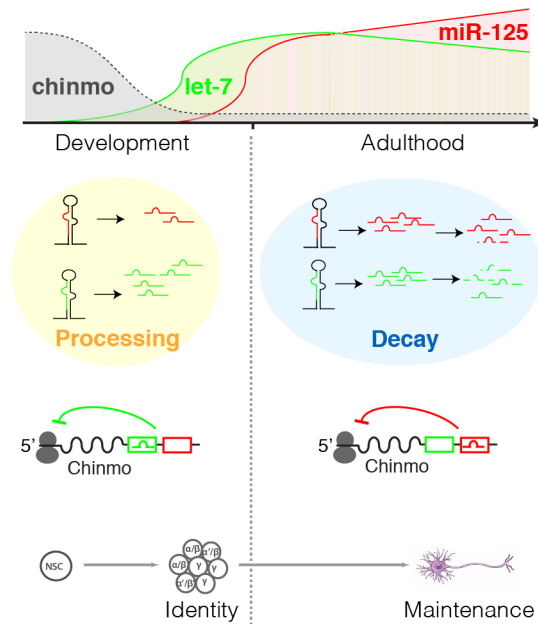 miR-125
chinmo
let-7
Development
Adulthood
Processing
Decay
5'
Chinmo
5'
Chinmo
NSC
α/β
α'/β'
α/β
γ
γ
α'/β'
γ
Identity
Maintenance